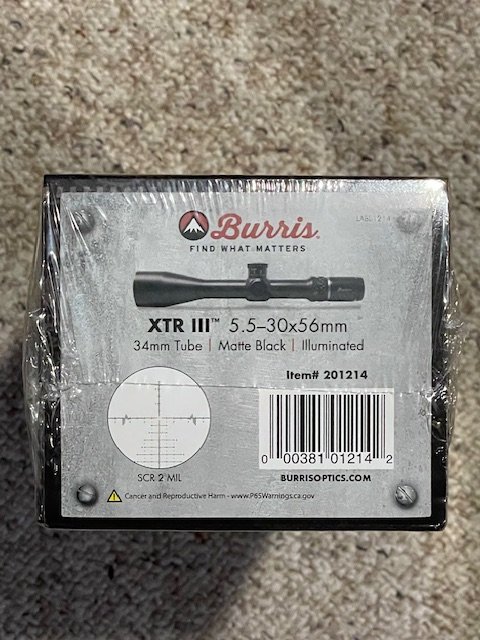 Burris
FIND WHAT MATTERS
XTR III™ 5.5–30x56mm
34mm Tube | Matte Black | Illuminated
Item# 201214
0 00381 01214 2
SCR 2 MIL
BURRISOPTICS.COM
Cancer and Reproductive Harm - www.P65Warnings.ca.gov